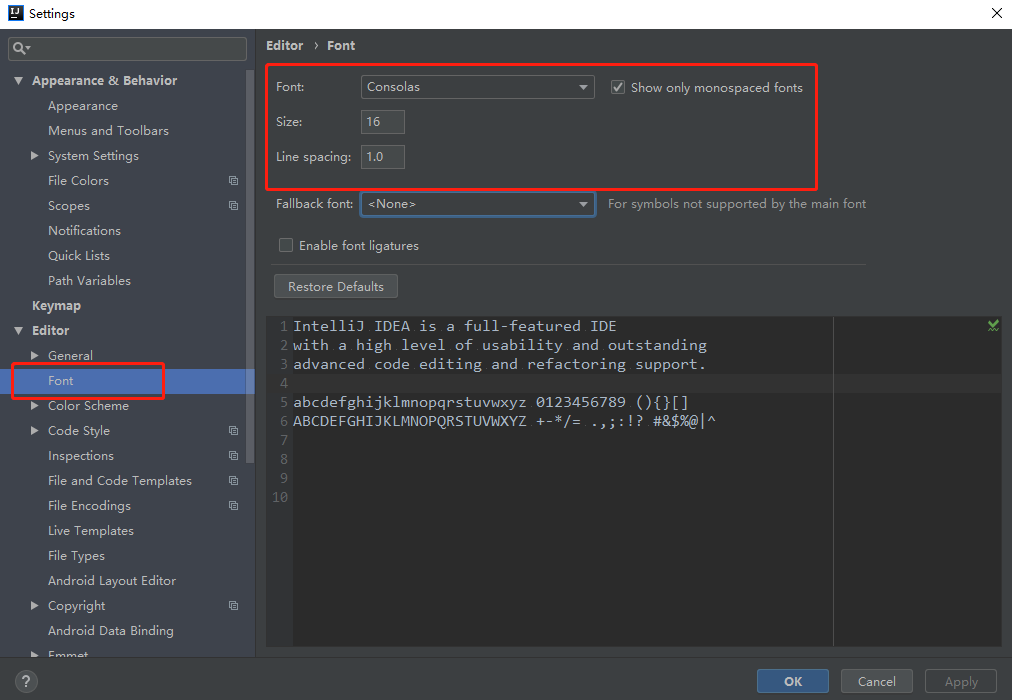 IJ Settings
Editor › Font
Appearance & Behavior
Appearance
Menus and Toolbars
System Settings
File Colors
Scopes
Notifications
Quick Lists
Path Variables
Keymap
Editor
General
Font
Color Scheme
Code Style
Inspections
File and Code Templates
File Encodings
Live Templates
File Types
Android Layout Editor
Copyright
Android Data Binding
Emmet
Font: Consolas Show only monospaced fonts
Size: 16
Line spacing: 1.0
Fallback font: <None> For symbols not supported by the main font
Enable font ligatures
Restore Defaults
1 IntelliJ IDEA is a full-featured IDE
2 with a high level of usability and outstanding
3 advanced code editing and refactoring support.
4
5 abcdefghijklmnopqrstuvwxyz 0123456789 (){}[]
6 ABCDEFGHIJKLMNOPQRSTUVWXYZ +-*/= .,;:!? #&$%@|^
7
8
9
10
? OK Cancel Apply